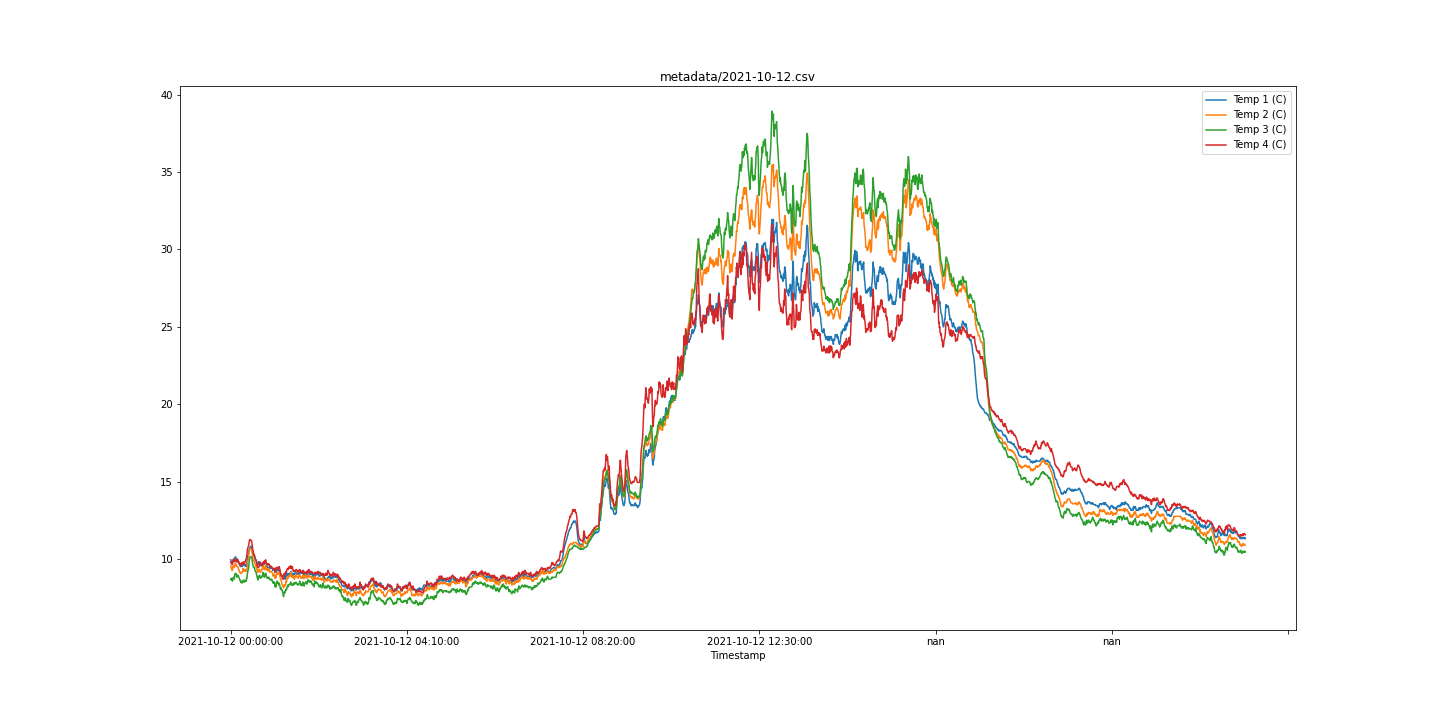 metadata/2021-10-12.csv
40
35
30
25
20
15
10
Temp 1 (C)
Temp 2 (C)
Temp 3 (C)
Temp 4 (C)
2021-10-12 00:00:00
2021-10-12 04:10:00
2021-10-12 08:20:00
2021-10-12 12:30:00
nan
nan
Timestamp